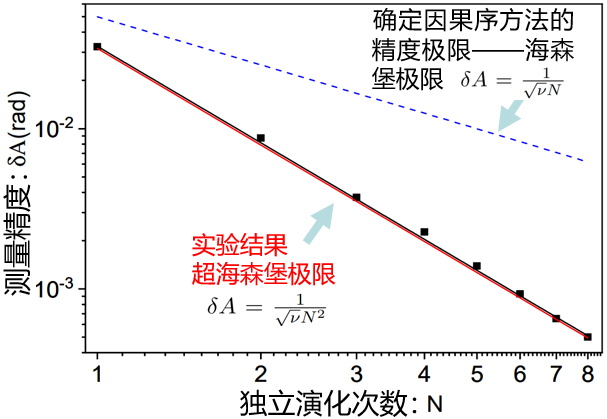 确定因果序方法的
精度极限——海森
堡极限 δA = 1/√νN
10⁻²
测量精度：δA(rad)
实验结果
超海森堡极限
δA = 1/√νN²
10⁻³
1 2 3 4 5 6 7 8
独立演化次数：N